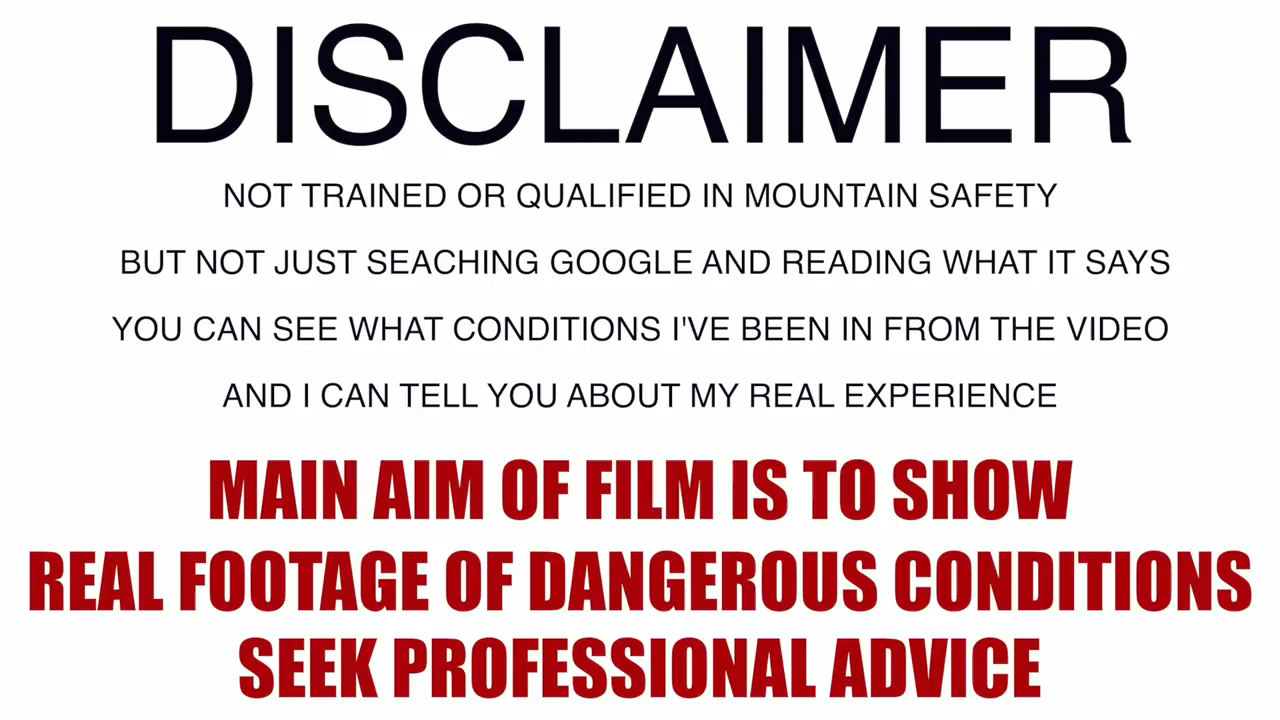 DISCLAIMER
NOT TRAINED OR QUALIFIED IN MOUNTAIN SAFETY
BUT NOT JUST SEACHING GOOGLE AND READING WHAT IT SAYS
YOU CAN SEE WHAT CONDITIONS I'VE BEEN IN FROM THE VIDEO
AND I CAN TELL YOU ABOUT MY REAL EXPERIENCE
MAIN AIM OF FILM IS TO SHOW
REAL FOOTAGE OF DANGEROUS CONDITIONS
SEEK PROFESSIONAL ADVICE